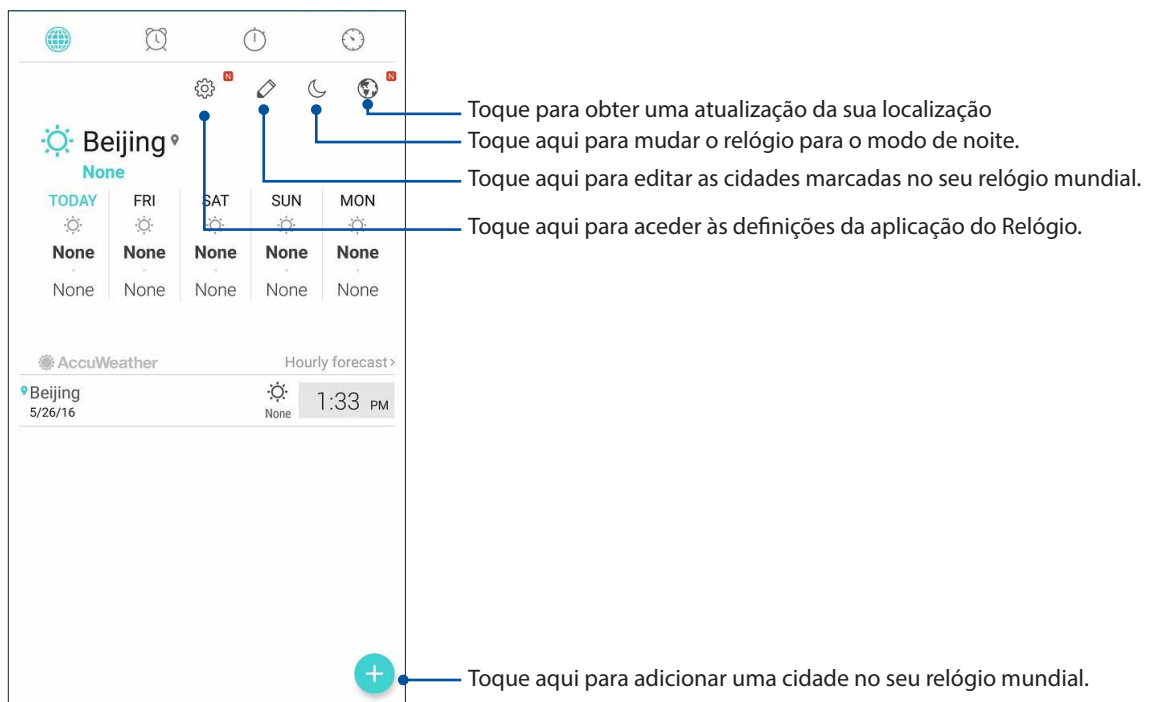 N
N
Toque para obter uma atualização da sua localização
Toque aqui para mudar o relógio para o modo de noite.
Toque aqui para editar as cidades marcadas no seu relógio mundial.
Toque aqui para aceder às definições da aplicação do Relógio.
Beijing
None
TODAY FRI SAT SUN MON
None None None None None
None None None None None
AccuWeather Hourly forecast>
Beijing
5/26/16
None
1:33 PM
Toque aqui para adicionar uma cidade no seu relógio mundial.